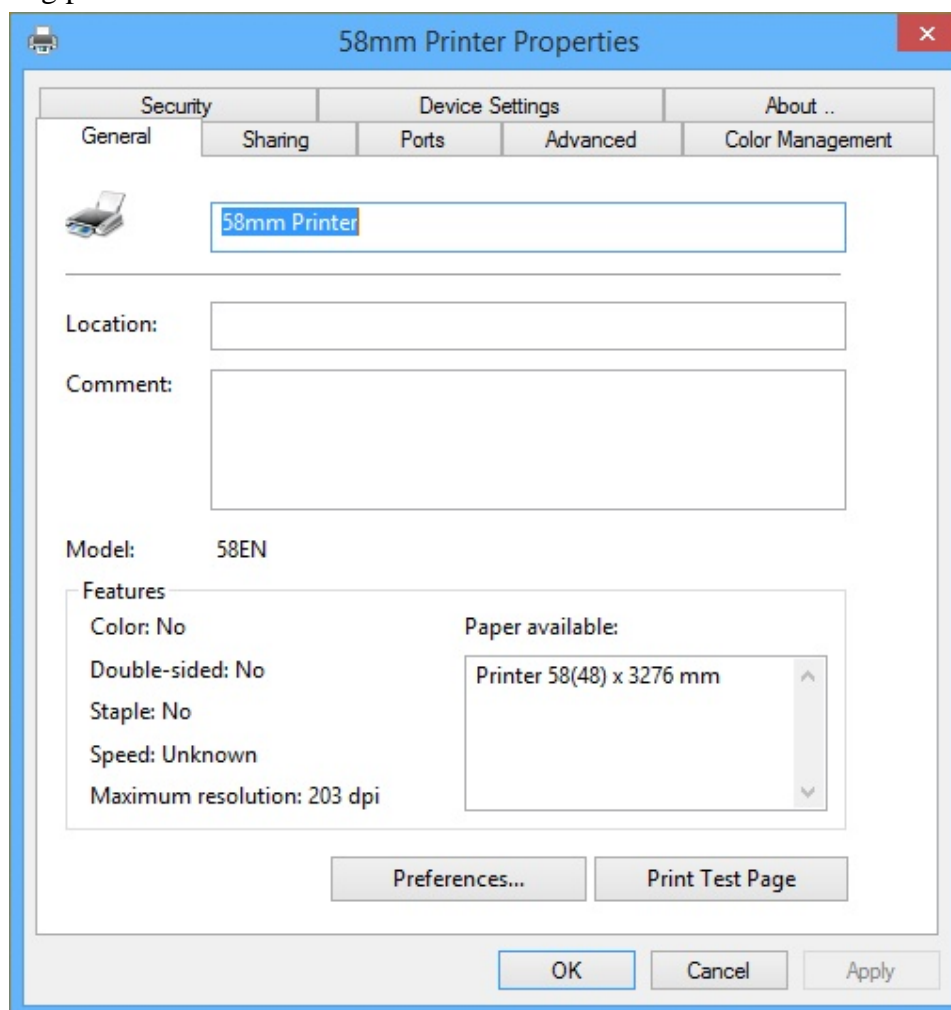 58mm Printer Properties
Security Device Settings About ..
General Sharing Ports Advanced Color Management
58mm Printer
Location:
Comment:
Model: 58EN
Features
Color: No Paper available:
Double-sided: No Printer 58(48) x 3276 mm
Staple: No
Speed: Unknown
Maximum resolution: 203 dpi
Preferences... Print Test Page
OK Cancel Apply